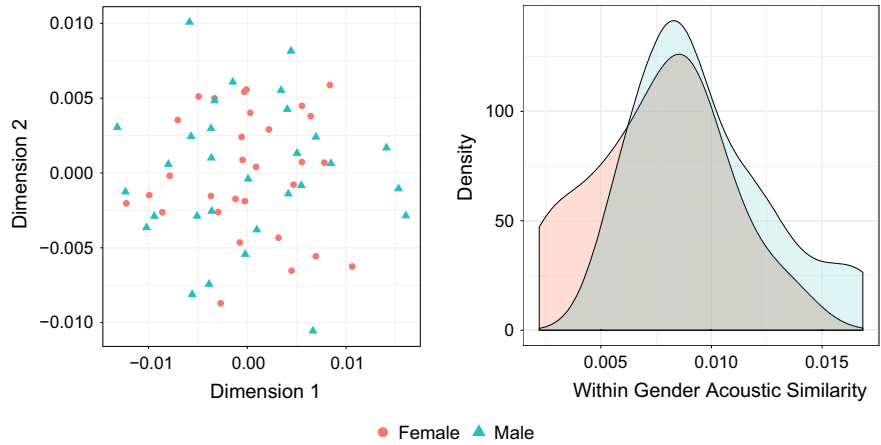 0.010
0.005
0.000
−0.005
−0.010
Dimension 2
−0.01 0.00 0.01
Dimension 1
100
50
0
Density
0.005 0.010 0.015
Within Gender Acoustic Similarity
Female Male